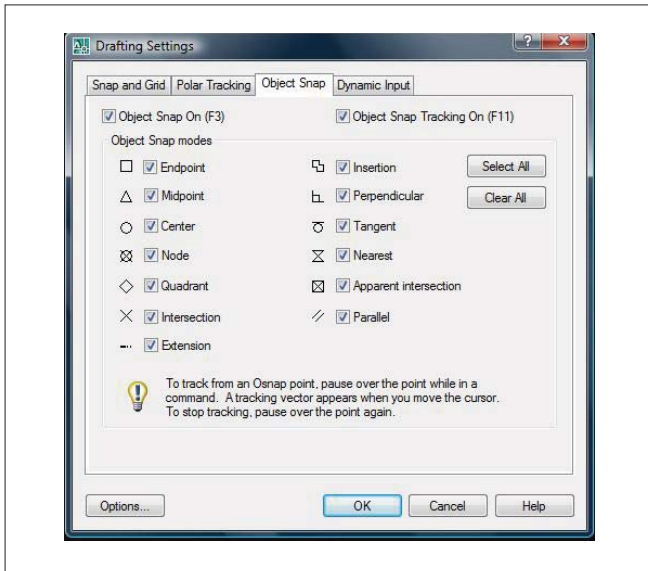 Drafting Settings
Snap and Grid Polar Tracking Object Snap Dynamic Input
Object Snap On (F3) Object Snap Tracking On (F11)
Object Snap modes
Endpoint Insertion Select All
Midpoint Perpendicular Clear All
Center Tangent
Node Nearest
Quadrant Apparent intersection
Intersection Parallel
Extension
To track from an Osnap point, pause over the point while in a
command. A tracking vector appears when you move the cursor.
To stop tracking, pause over the point again.
Options... OK Cancel Help